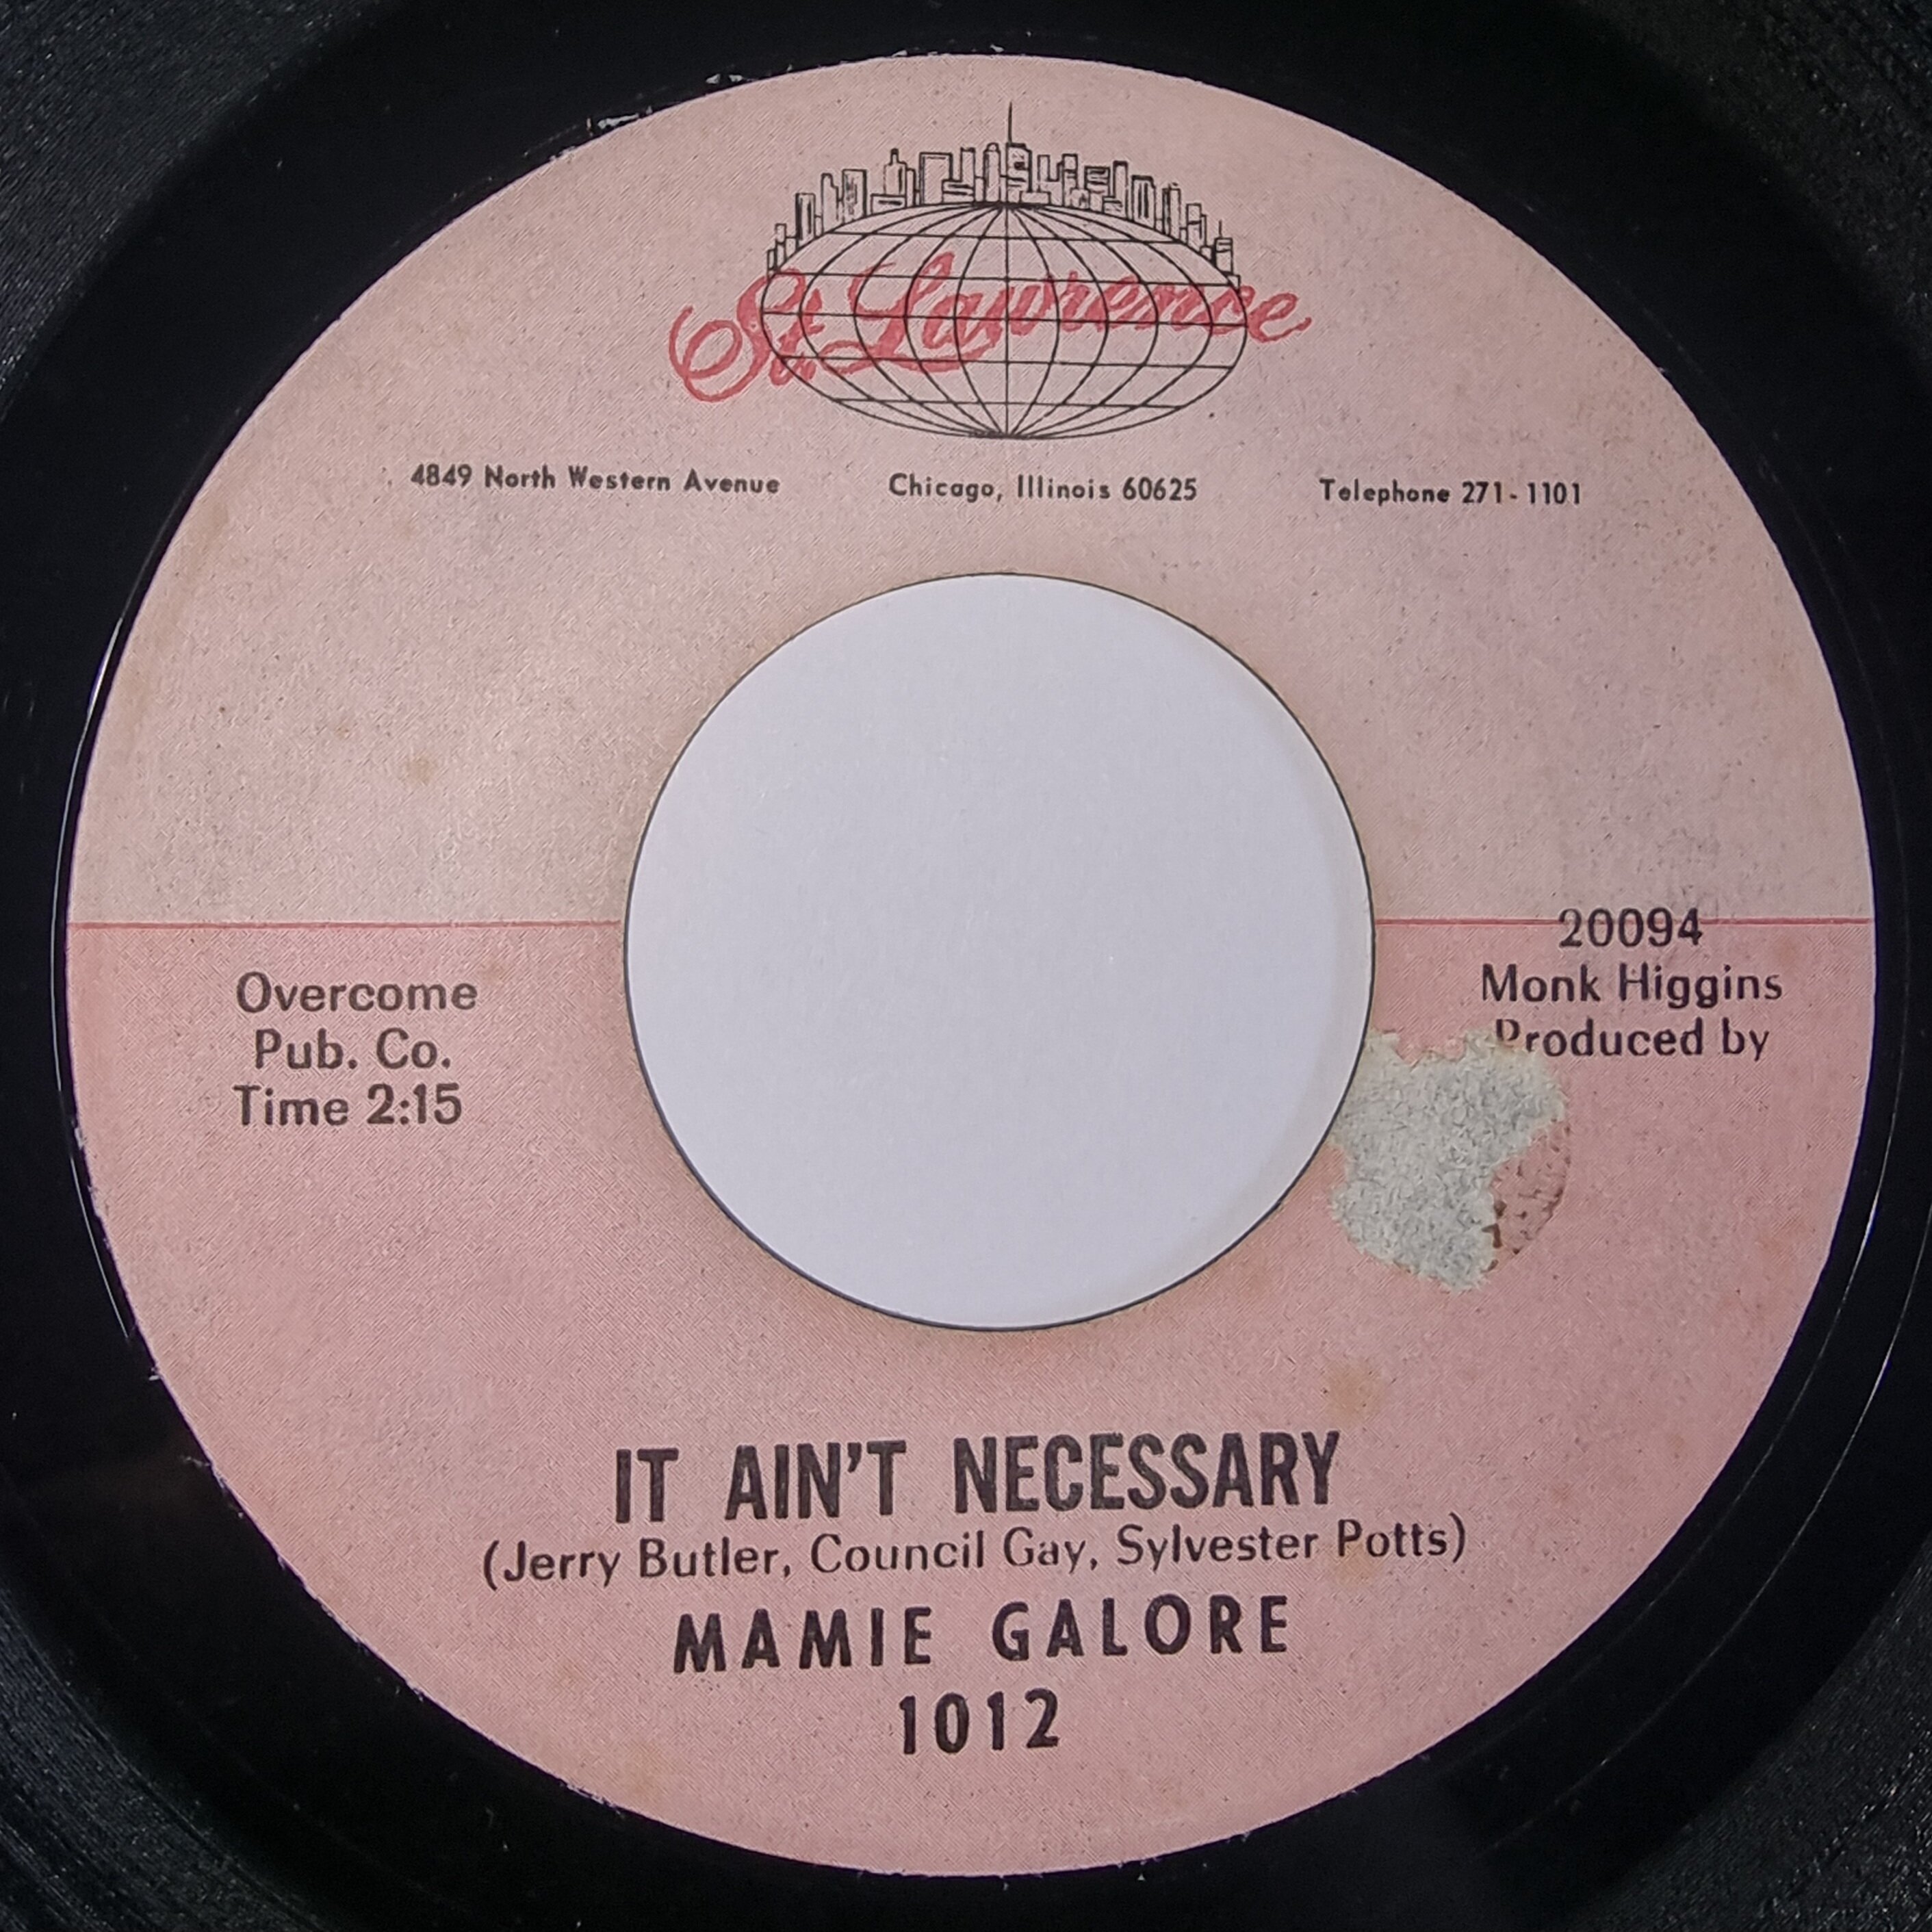 St. Lawrence
4849 North Western Avenue Chicago, Illinois 60625 Telephone 271-1101
Overcome
Pub. Co.
Time 2:15
20094
Monk Higgins
Produced by
IT AIN'T NECESSARY
(Jerry Butler, Council Gay, Sylvester Potts)
MAMIE GALORE
1012